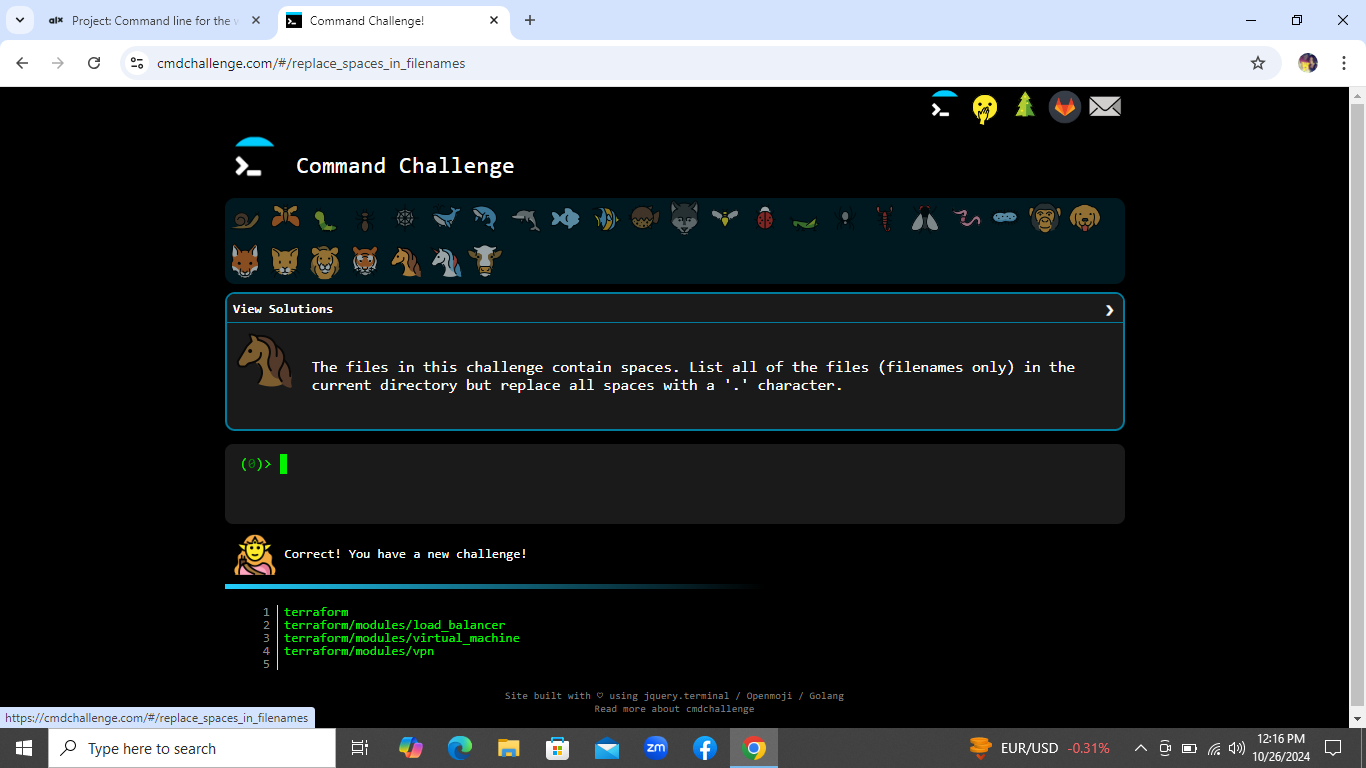 alx Project: Command line for the w
Command Challenge!
cmdchallenge.com/#/replace_spaces_in_filenames
Command Challenge
View Solutions
The files in this challenge contain spaces. List all of the files (filenames only) in the
current directory but replace all spaces with a '.' character.
(0)>
Correct! You have a new challenge!
1 terraform
2 terraform/modules/load_balancer
3 terraform/modules/virtual_machine
4 terraform/modules/vpn
5
Site built with ♡ using jquery.terminal / Openmoji / Golang
Read more about cmdchallenge
https://cmdchallenge.com/#/replace_spaces_in_filenames
Type here to search
zm
EUR/USD -0.31%
12:16 PM
10/26/2024